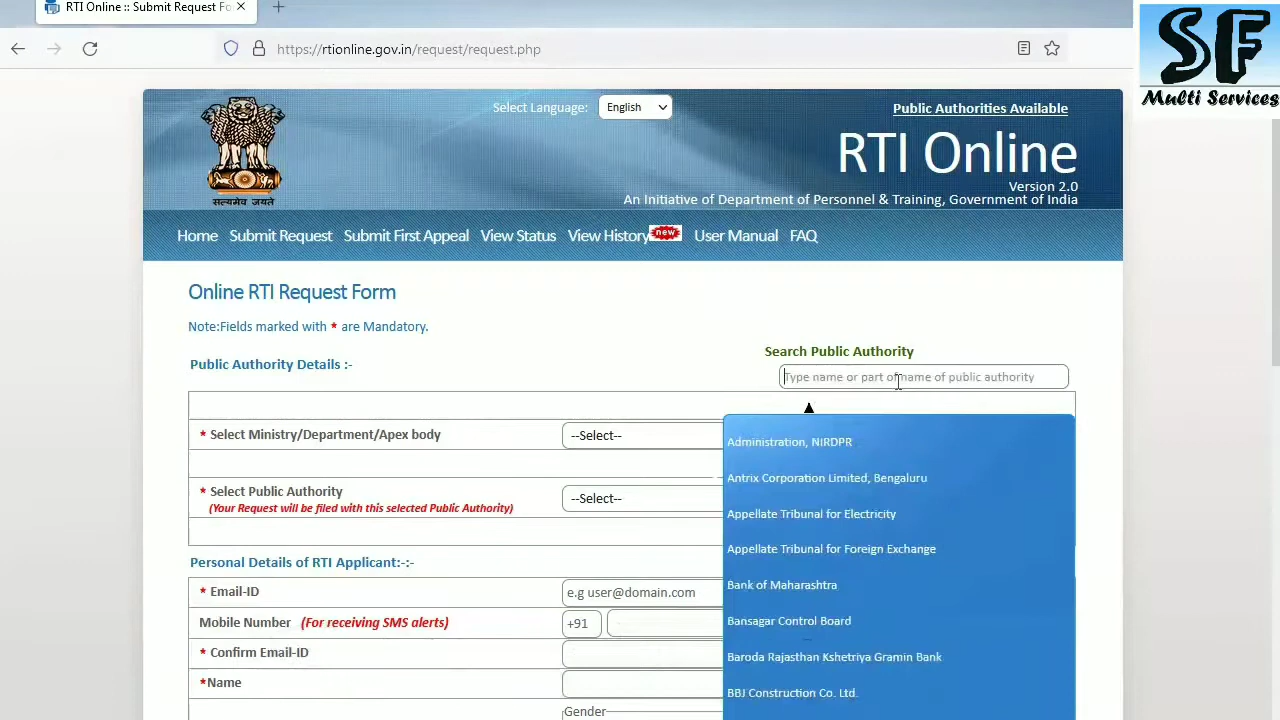 RTI Online :: Submit Request Fo
https://rtionline.gov.in/request/request.php
SF
Multi Services
Select Language: English
Public Authorities Available
RTI Online
Version 2.0
An Initiative of Department of Personnel & Training, Government of India
सत्यमेव जयते
Home Submit Request Submit First Appeal View Status View History new User Manual FAQ
Online RTI Request Form
Note:Fields marked with * are Mandatory.
Search Public Authority
Public Authority Details :-
Type name or part of name of public authority
* Select Ministry/Department/Apex body --Select--
* Select Public Authority --Select--
(Your Request will be filed with this selected Public Authority)
Administration, NIRDPR
Antrix Corporation Limited, Bengaluru
Appellate Tribunal for Electricity
Appellate Tribunal for Foreign Exchange
Bank of Maharashtra
Bansagar Control Board
Baroda Rajasthan Kshetriya Gramin Bank
BBJ Construction Co. Ltd.
Personal Details of RTI Applicant:-:-
* Email-ID e.g user@domain.com
Mobile Number (For receiving SMS alerts) +91
* Confirm Email-ID
*Name
Gender